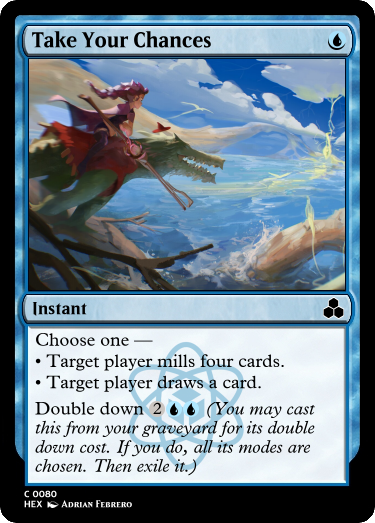 Take Your Chances
Instant
Choose one —
• Target player mills four cards.
• Target player draws a card.
Double down 2 (You may cast
this from your graveyard for its double
down cost. If you do, all its modes are
chosen. Then exile it.)
C 0080
HEX Adrian Febrero